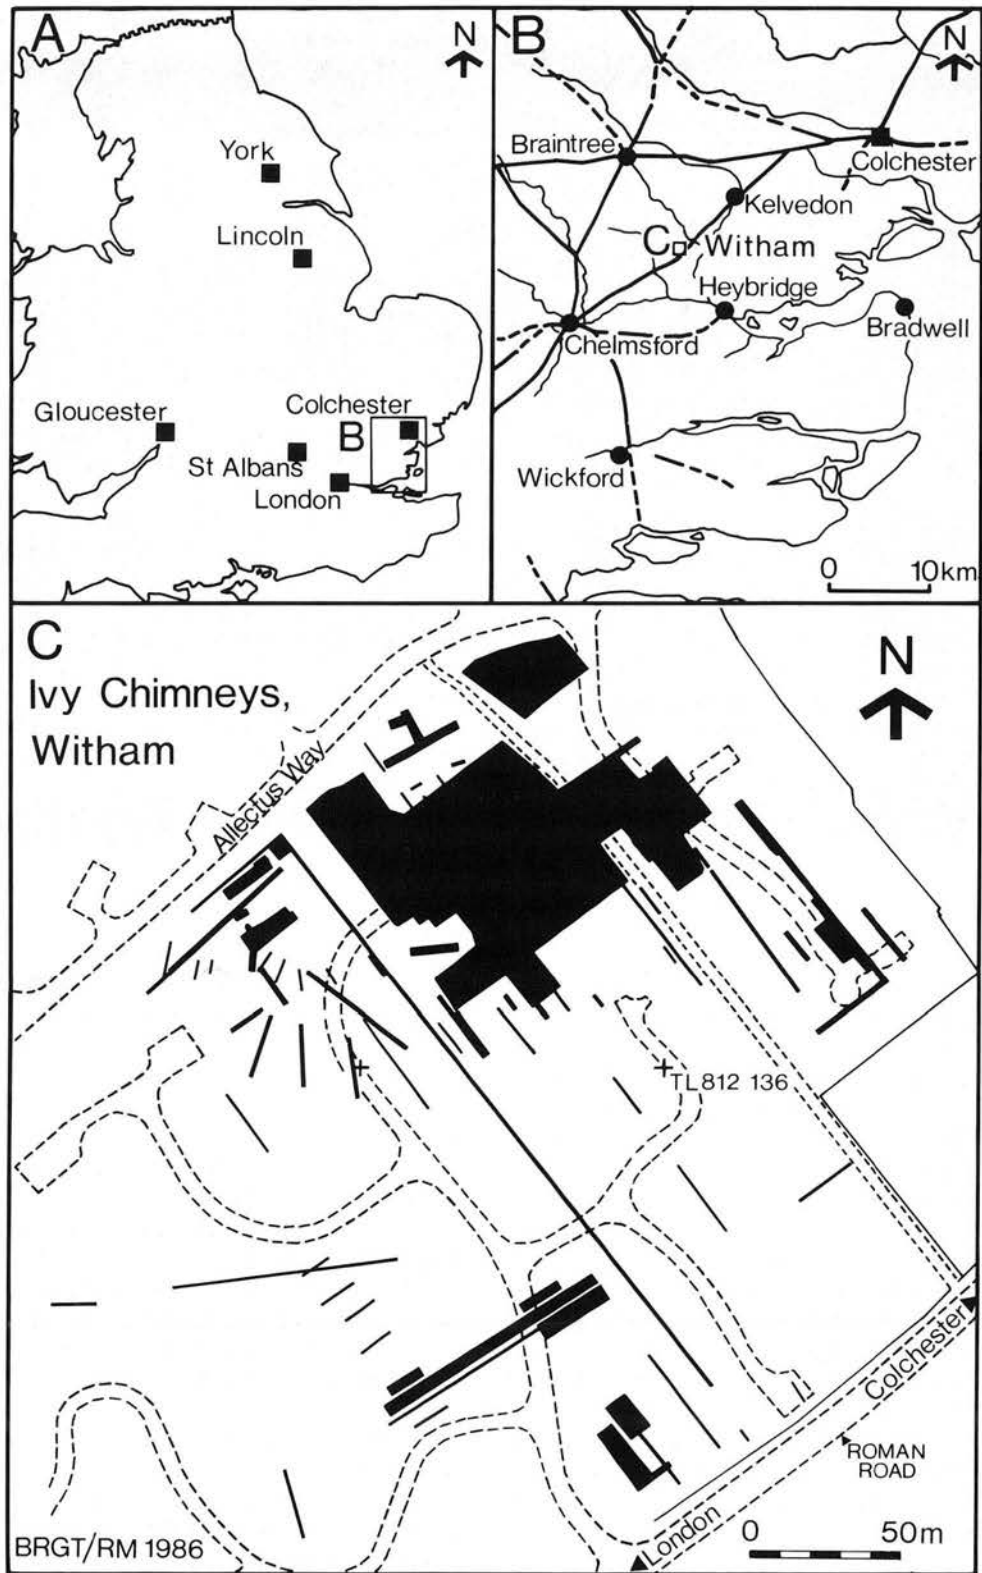 A
N
York
Lincoln
Gloucester
Colchester
B
St Albans
London
B
N
Braintree
Colchester
Kelvedon
C Witham
Heybridge
Bradwell
Chelmsford
Wickford
0 10km
C
Ivy Chimneys,
Witham
N
Allectus Way
TL 812 136
Colchester
ROMAN
ROAD
London
0 50m
BRGT/RM 1986